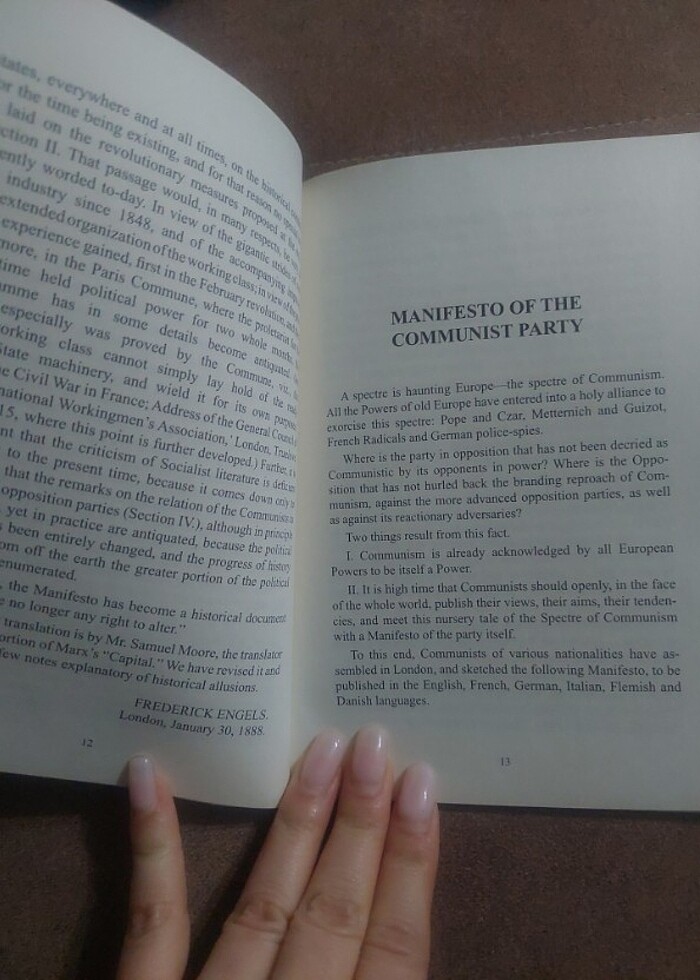 tates, everywhere and at all times, on the historical
or the time being existing, and for that reason no
laid on the revolutionary measures proposed at the
ction II. That passage would, in many respects, be
ently worded to-day. In view of the gigantic strides
industry since 1848, and of the accompanying
extended organization of the working class; in view of the
experience gained, first in the February revolution, and
more, in the Paris Commune, where the proletariat
time held political power for two whole months,
amme has in some details become antiquated.
especially was proved by the Commune, viz.,
orking class cannot simply lay hold of the
State machinery, and wield it for its own purposes
e Civil War in France; Address of the General Council
national Workingmen's Association,' London,
15, where this point is further developed.) Further,
nt that the criticism of Socialist literature is
to the present time, because it comes down only
that the remarks on the relation of the Communists
opposition parties (Section IV.), although in principle
yet in practice are antiquated, because the political
s been entirely changed, and the progress of history
om off the earth the greater portion of the political
enumerated.
, the Manifesto has become a historical document
e no longer any right to alter."
translation is by Mr. Samuel Moore, the translator
ortion of Marx's "Capital." We have revised it and
few notes explanatory of historical allusions.
FREDERICK ENGELS.
London, January 30, 1888.
12
MANIFESTO OF THE
COMMUNIST PARTY
A spectre is haunting Europe—the spectre of Communism.
All the Powers of old Europe have entered into a holy alliance to
exorcise this spectre: Pope and Czar, Metternich and Guizot,
French Radicals and German police-spies.
Where is the party in opposition that has not been decried as
Communistic by its opponents in power? Where is the Oppo-
sition that has not hurled back the branding reproach of Com-
munism, against the more advanced opposition parties, as well
as against its reactionary adversaries?
Two things result from this fact.
I. Communism is already acknowledged by all European
Powers to be itself a Power.
II. It is high time that Communists should openly, in the face
of the whole world, publish their views, their aims, their tenden-
cies, and meet this nursery tale of the Spectre of Communism
with a Manifesto of the party itself.
To this end, Communists of various nationalities have as-
sembled in London, and sketched the following Manifesto, to be
published in the English, French, German, Italian, Flemish and
Danish languages.
13